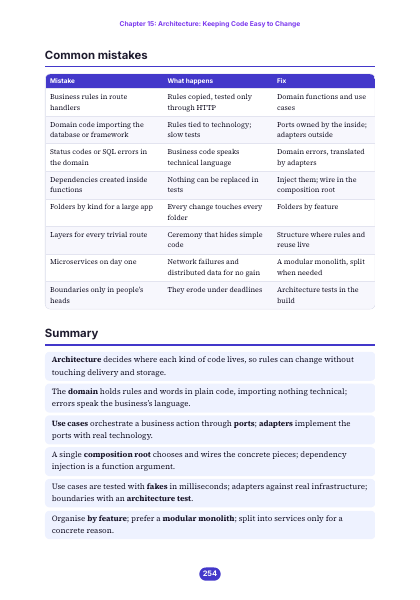 Chapter 15: Architecture: Keeping Code Easy to Change
Common mistakes
Mistake What happens Fix
Business rules in route handlers Rules copied, tested only through HTTP Domain functions and use cases
Domain code importing the database or framework Rules tied to technology; slow tests Ports owned by the inside; adapters outside
Status codes or SQL errors in the domain Business code speaks technical language Domain errors, translated by adapters
Dependencies created inside functions Nothing can be replaced in tests Inject them; wire in the composition root
Folders by kind for a large app Every change touches every folder Folders by feature
Layers for every trivial route Ceremony that hides simple code Structure where rules and reuse live
Microservices on day one Network failures and distributed data for no gain A modular monolith, split when needed
Boundaries only in people's heads They erode under deadlines Architecture tests in the build
Summary
Architecture decides where each kind of code lives, so rules can change without
touching delivery and storage.
The domain holds rules and words in plain code, importing nothing technical;
errors speak the business's language.
Use cases orchestrate a business action through ports; adapters implement the
ports with real technology.
A single composition root chooses and wires the concrete pieces; dependency
injection is a function argument.
Use cases are tested with fakes in milliseconds; adapters against real infrastructure;
boundaries with an architecture test.
Organise by feature; prefer a modular monolith; split into services only for a
concrete reason.
254